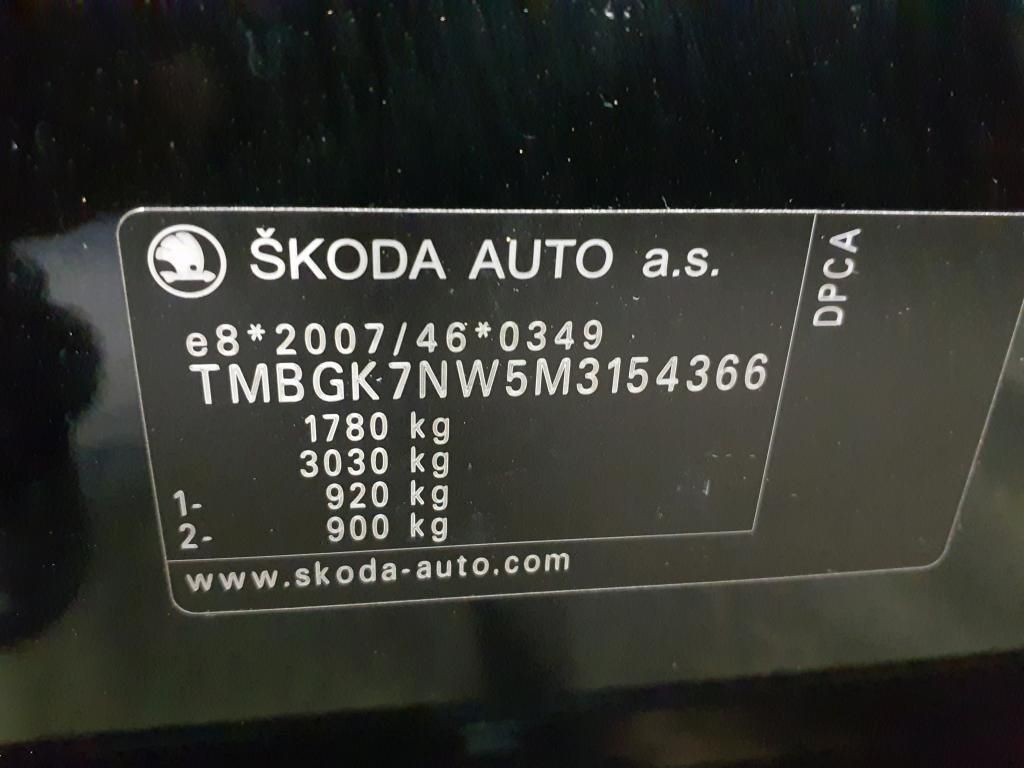 ŠKODA AUTO a.s.
DPCA
e8*2007/46*0349
TMBGK7NW5M3154366
1780 kg
3030 kg
1- 920 kg
2- 900 kg
www.skoda-auto.com